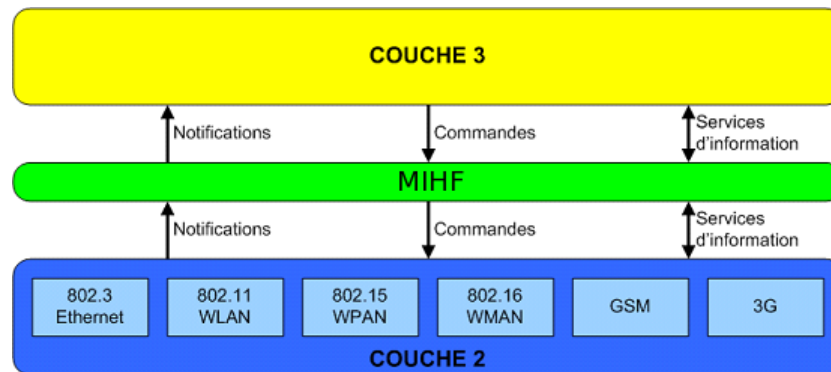 COUCHE 3
Notifications
Commandes
Services
d'information
MIHF
Notifications
Commandes
Services
d'information
802.3
Ethernet
802.11
WLAN
802.15
WPAN
802.16
WMAN
GSM
3G
COUCHE 2